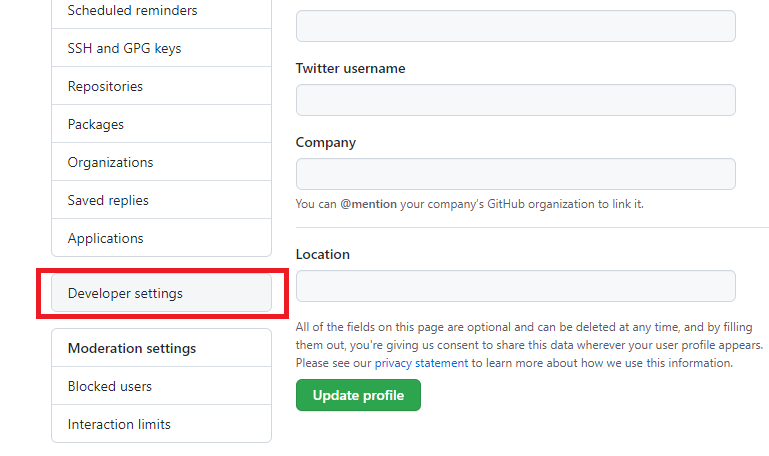 Scheduled reminders
SSH and GPG keys
Repositories
Packages
Organizations
Saved replies
Applications
Developer settings
Moderation settings
Blocked users
Interaction limits
Twitter username
Company
You can @mention your company's GitHub organization to link it.
Location
All of the fields on this page are optional and can be deleted at any time, and by filling
them out, you're giving us consent to share this data wherever your user profile appears.
Please see our privacy statement to learn more about how we use this information.
Update profile